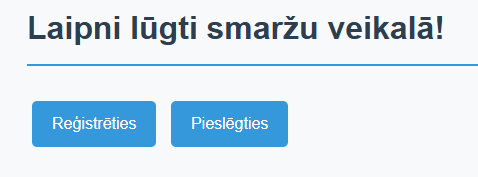 Laipni lūgti smaržu veikalā!
Reģistrēties
Pieslēgties